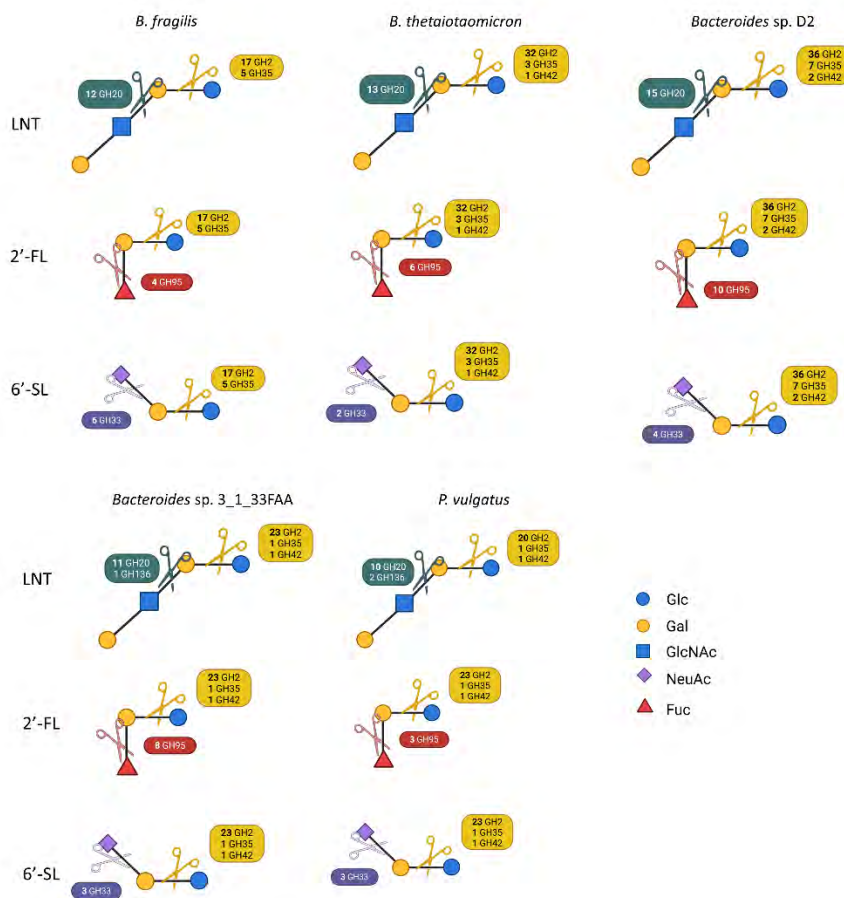 B. fragilis
B. thetaiotaomicron
Bacteroides sp. D2
LNT
12 GH20
17 GH2
5 GH35
13 GH20
32 GH2
3 GH35
1 GH42
15 GH20
36 GH2
7 GH35
2 GH42
2'-FL
17 GH2
5 GH35
4 GH95
32 GH2
3 GH35
1 GH42
6 GH95
36 GH2
7 GH35
2 GH42
10 GH95
6'-SL
17 GH2
5 GH35
6 GH33
32 GH2
3 GH35
1 GH42
2 GH33
36 GH2
7 GH35
2 GH42
4 GH33
Bacteroides sp. 3_1_33FAA
P. vulgatus
LNT
11 GH20
1 GH136
23 GH2
1 GH35
1 GH42
10 GH20
2 GH136
20 GH2
1 GH35
1 GH42
2'-FL
23 GH2
1 GH35
1 GH42
8 GH95
23 GH2
1 GH35
1 GH42
3 GH95
6'-SL
23 GH2
1 GH35
1 GH42
3 GH33
23 GH2
1 GH35
1 GH42
3 GH33
Glc
Gal
GlcNAc
NeuAc
Fuc